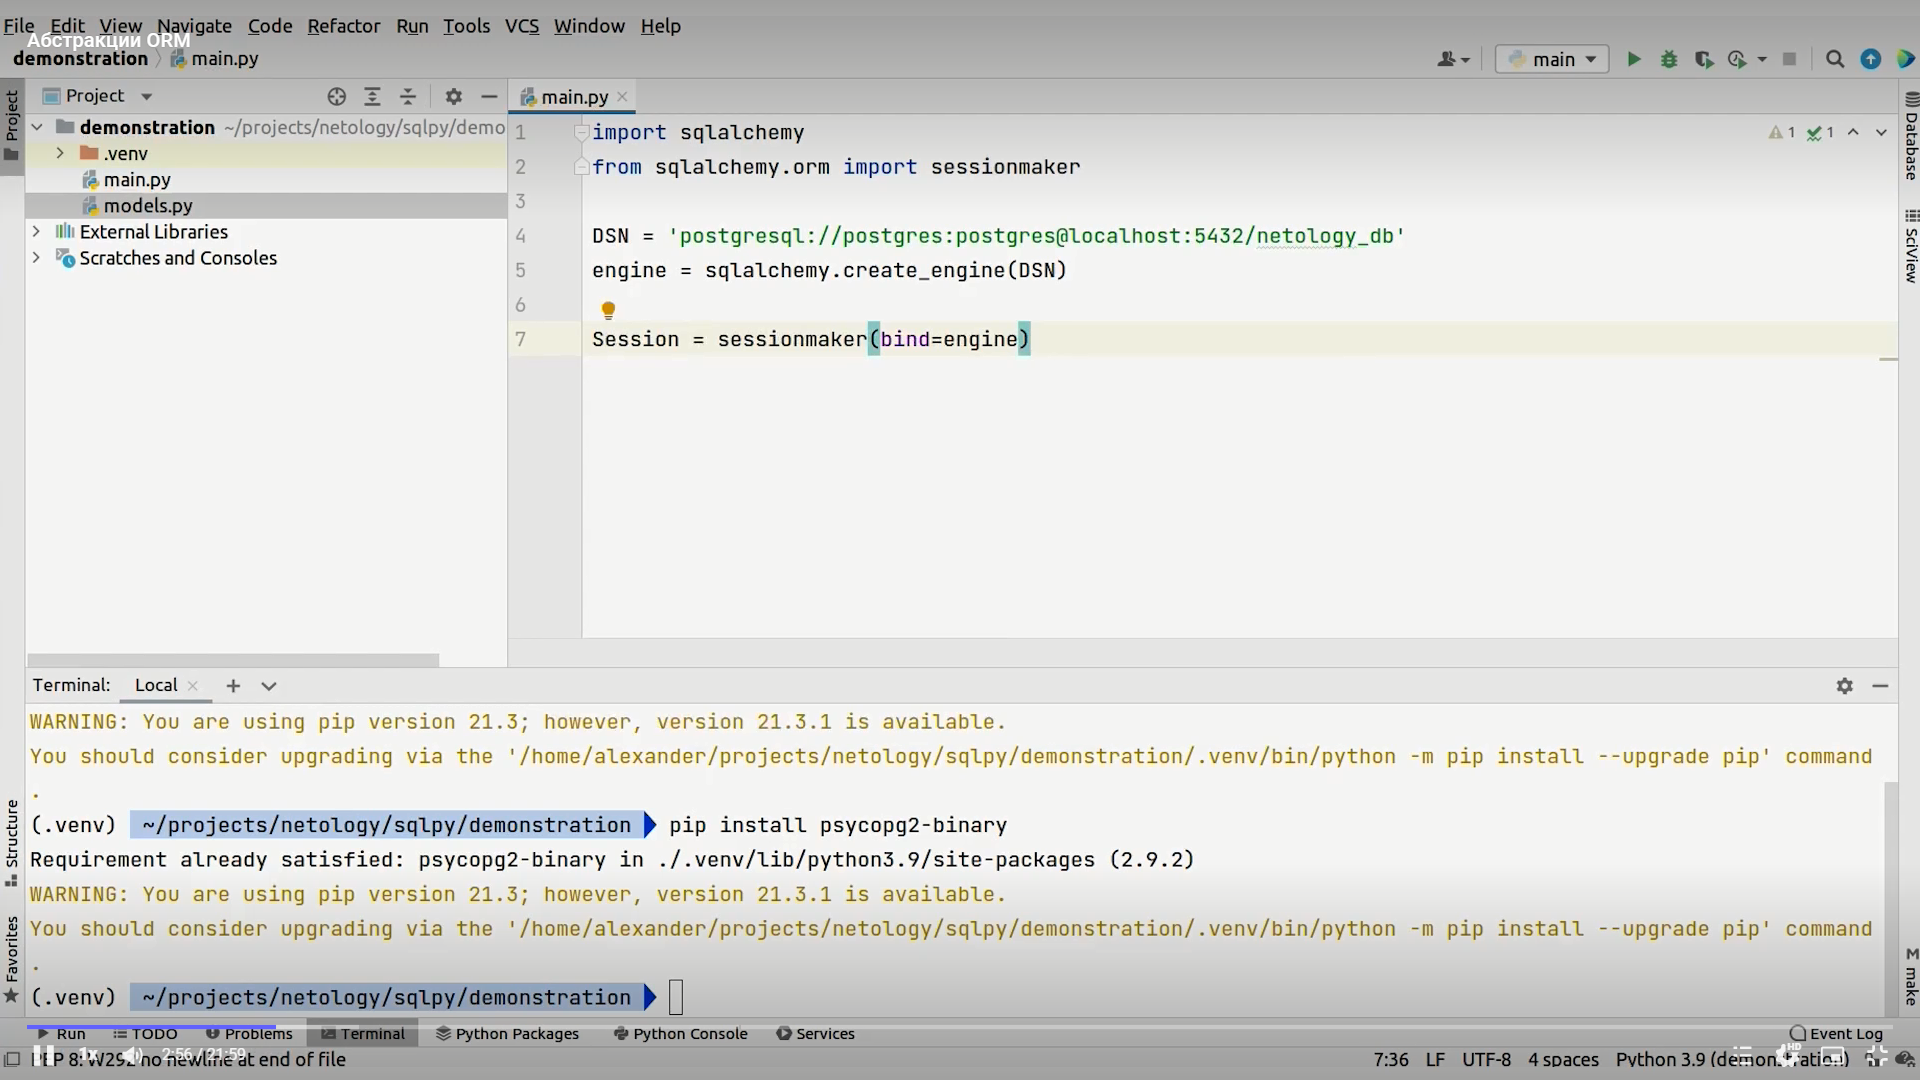 File Edit View Navigate Code Refactor Run Tools VCS Window Help
Абстракции ORM
demonstration main.py
main
Project
main.py
Project
demonstration ~/projects/netology/sqlpy/demo
.venv
main.py
models.py
External Libraries
Scratches and Consoles
1 import sqlalchemy
2 from sqlalchemy.orm import sessionmaker
3
4 DSN = 'postgresql://postgres:postgres@localhost:5432/netology_db'
5 engine = sqlalchemy.create_engine(DSN)
6
7 Session = sessionmaker(bind=engine)
1 1
Database
SciView
make
Structure
Favorites
Terminal: Local
WARNING: You are using pip version 21.3; however, version 21.3.1 is available.
You should consider upgrading via the '/home/alexander/projects/netology/sqlpy/demonstration/.venv/bin/python -m pip install --upgrade pip' command
.
(.venv) ~/projects/netology/sqlpy/demonstration pip install psycopg2-binary
Requirement already satisfied: psycopg2-binary in ./.venv/lib/python3.9/site-packages (2.9.2)
WARNING: You are using pip version 21.3; however, version 21.3.1 is available.
You should consider upgrading via the '/home/alexander/projects/netology/sqlpy/demonstration/.venv/bin/python -m pip install --upgrade pip' command
.
(.venv) ~/projects/netology/sqlpy/demonstration
Run TODO Problems Terminal Python Packages Python Console Services Event Log
1x 2:56 / 21:59 HD
PEP 8: W292 no newline at end of file 7:36 LF UTF-8 4 spaces Python 3.9 (demonstration)